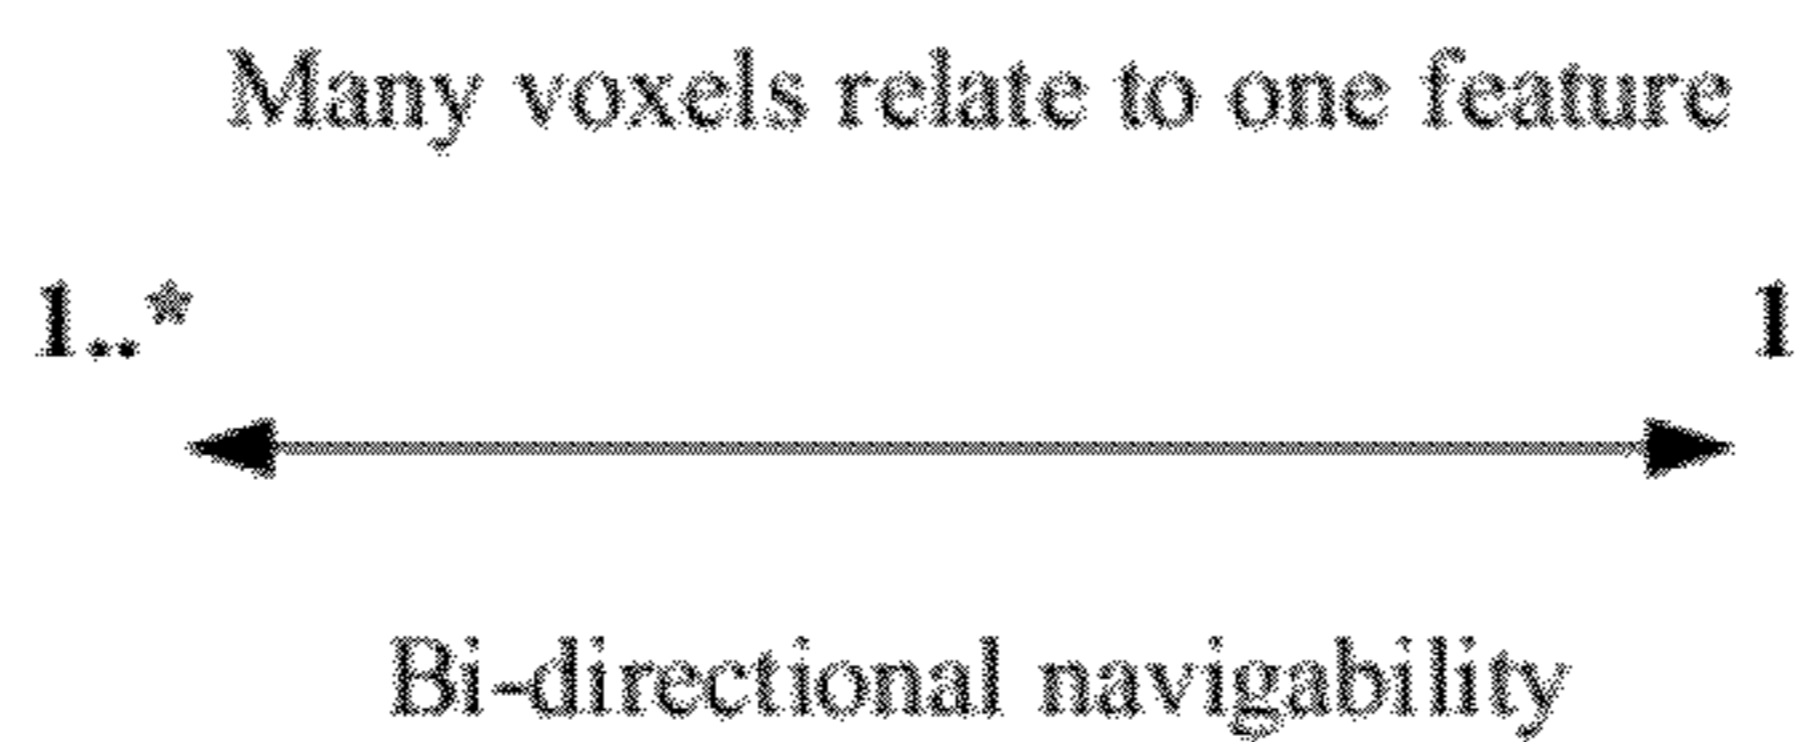 Many voxels relate to one feature
1..* 1
Bi-directional navigability